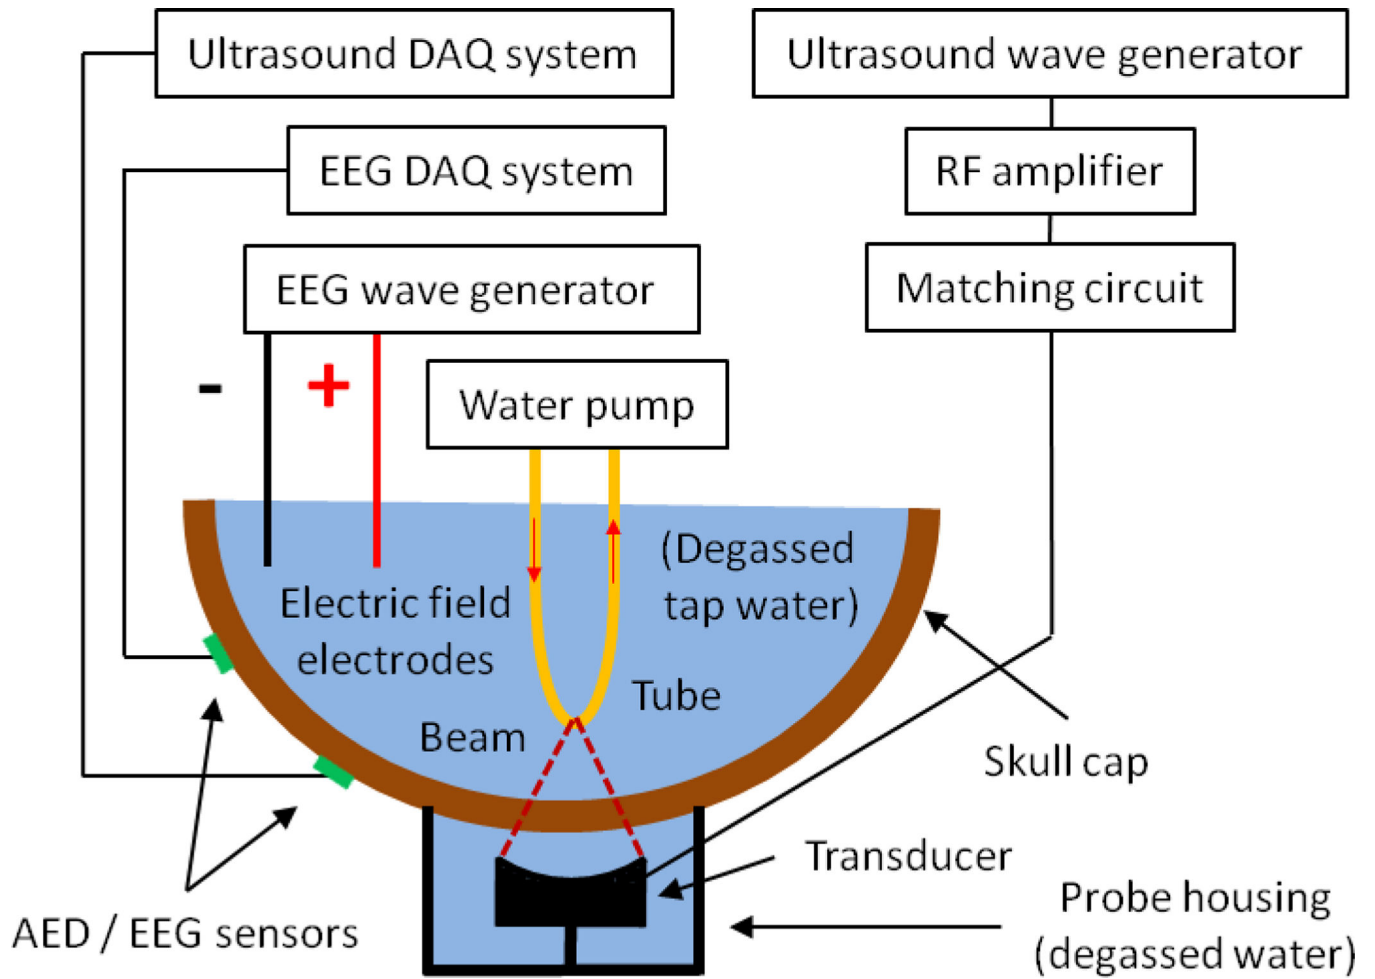 Ultrasound DAQ system
Ultrasound wave generator
EEG DAQ system
RF amplifier
EEG wave generator
Matching circuit
-
+
Water pump
(Degassed
tap water)
Electric field
electrodes
Tube
Beam
Skull cap
Transducer
Probe housing
(degassed water)
AED / EEG sensors